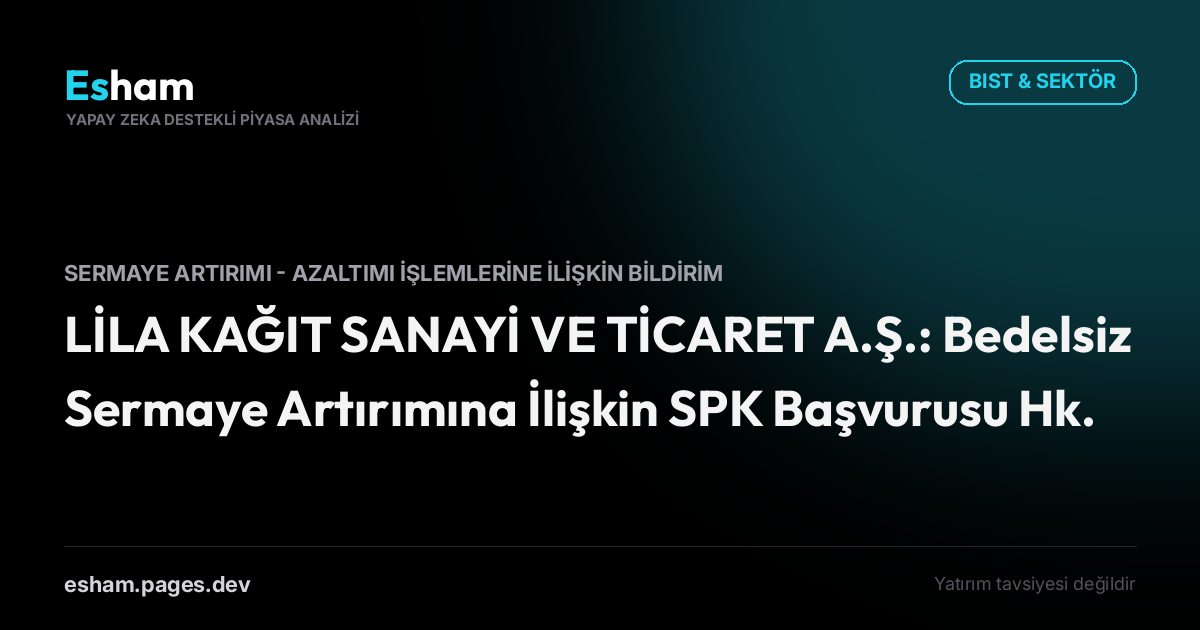 Esham
YAPAY ZEKA DESTEKLİ PİYASA ANALİZİ
BIST & SEKTÖR
SERMAYE ARTIRIMI - AZALTIMI İŞLEMLERİNE İLİŞKİN BİLDİRİM
LİLA KAĞIT SANAYİ VE TİCARET A.Ş.: Bedelsiz
Sermaye Artırımına İlişkin SPK Başvurusu Hk.
esham.pages.dev
Yatırım tavsiyesi değildir